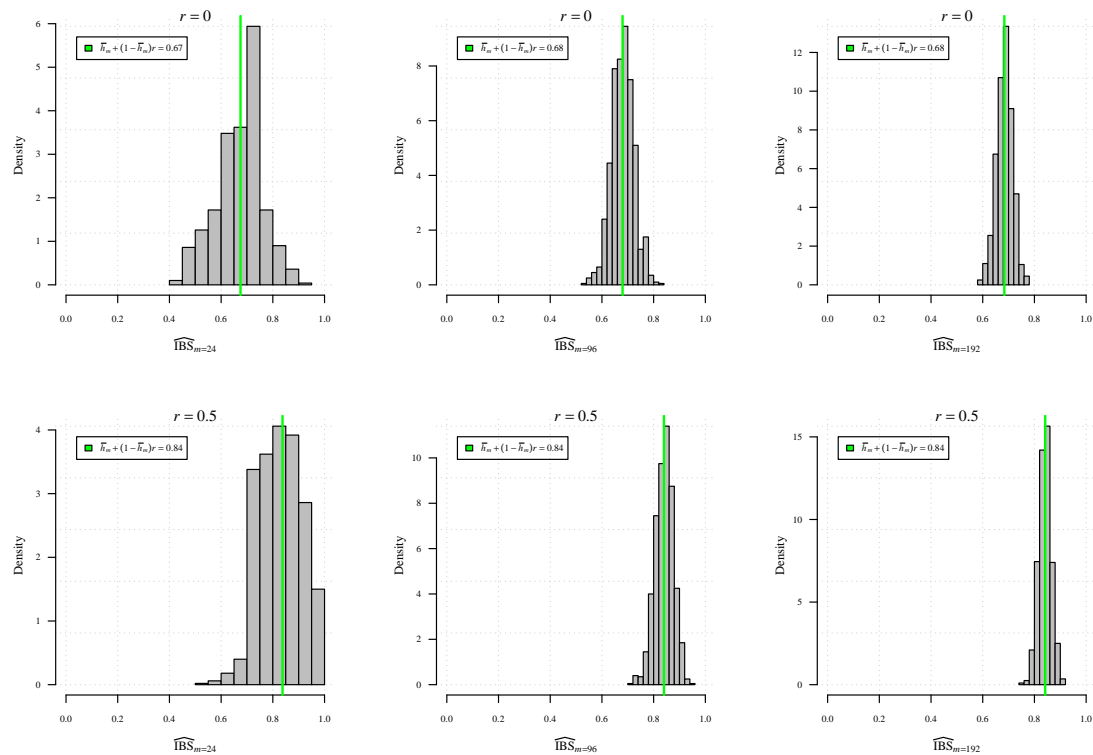 r = 0
h̄ₘ + (1 − h̄ₘ)r = 0.67
Density
0
1
2
3
4
5
6
0.0 0.2 0.4 0.6 0.8 1.0
IBŜ m=24
r = 0
h̄ₘ + (1 − h̄ₘ)r = 0.68
Density
0
2
4
6
8
0.0 0.2 0.4 0.6 0.8 1.0
IBŜ m=96
r = 0
h̄ₘ + (1 − h̄ₘ)r = 0.68
Density
0
2
4
6
8
10
12
0.0 0.2 0.4 0.6 0.8 1.0
IBŜ m=192
r = 0.5
h̄ₘ + (1 − h̄ₘ)r = 0.84
Density
0
1
2
3
4
0.0 0.2 0.4 0.6 0.8 1.0
IBŜ m=24
r = 0.5
h̄ₘ + (1 − h̄ₘ)r = 0.84
Density
0
2
4
6
8
10
0.0 0.2 0.4 0.6 0.8 1.0
IBŜ m=96
r = 0.5
h̄ₘ + (1 − h̄ₘ)r = 0.84
Density
0
5
10
15
0.0 0.2 0.4 0.6 0.8 1.0
IBŜ m=192